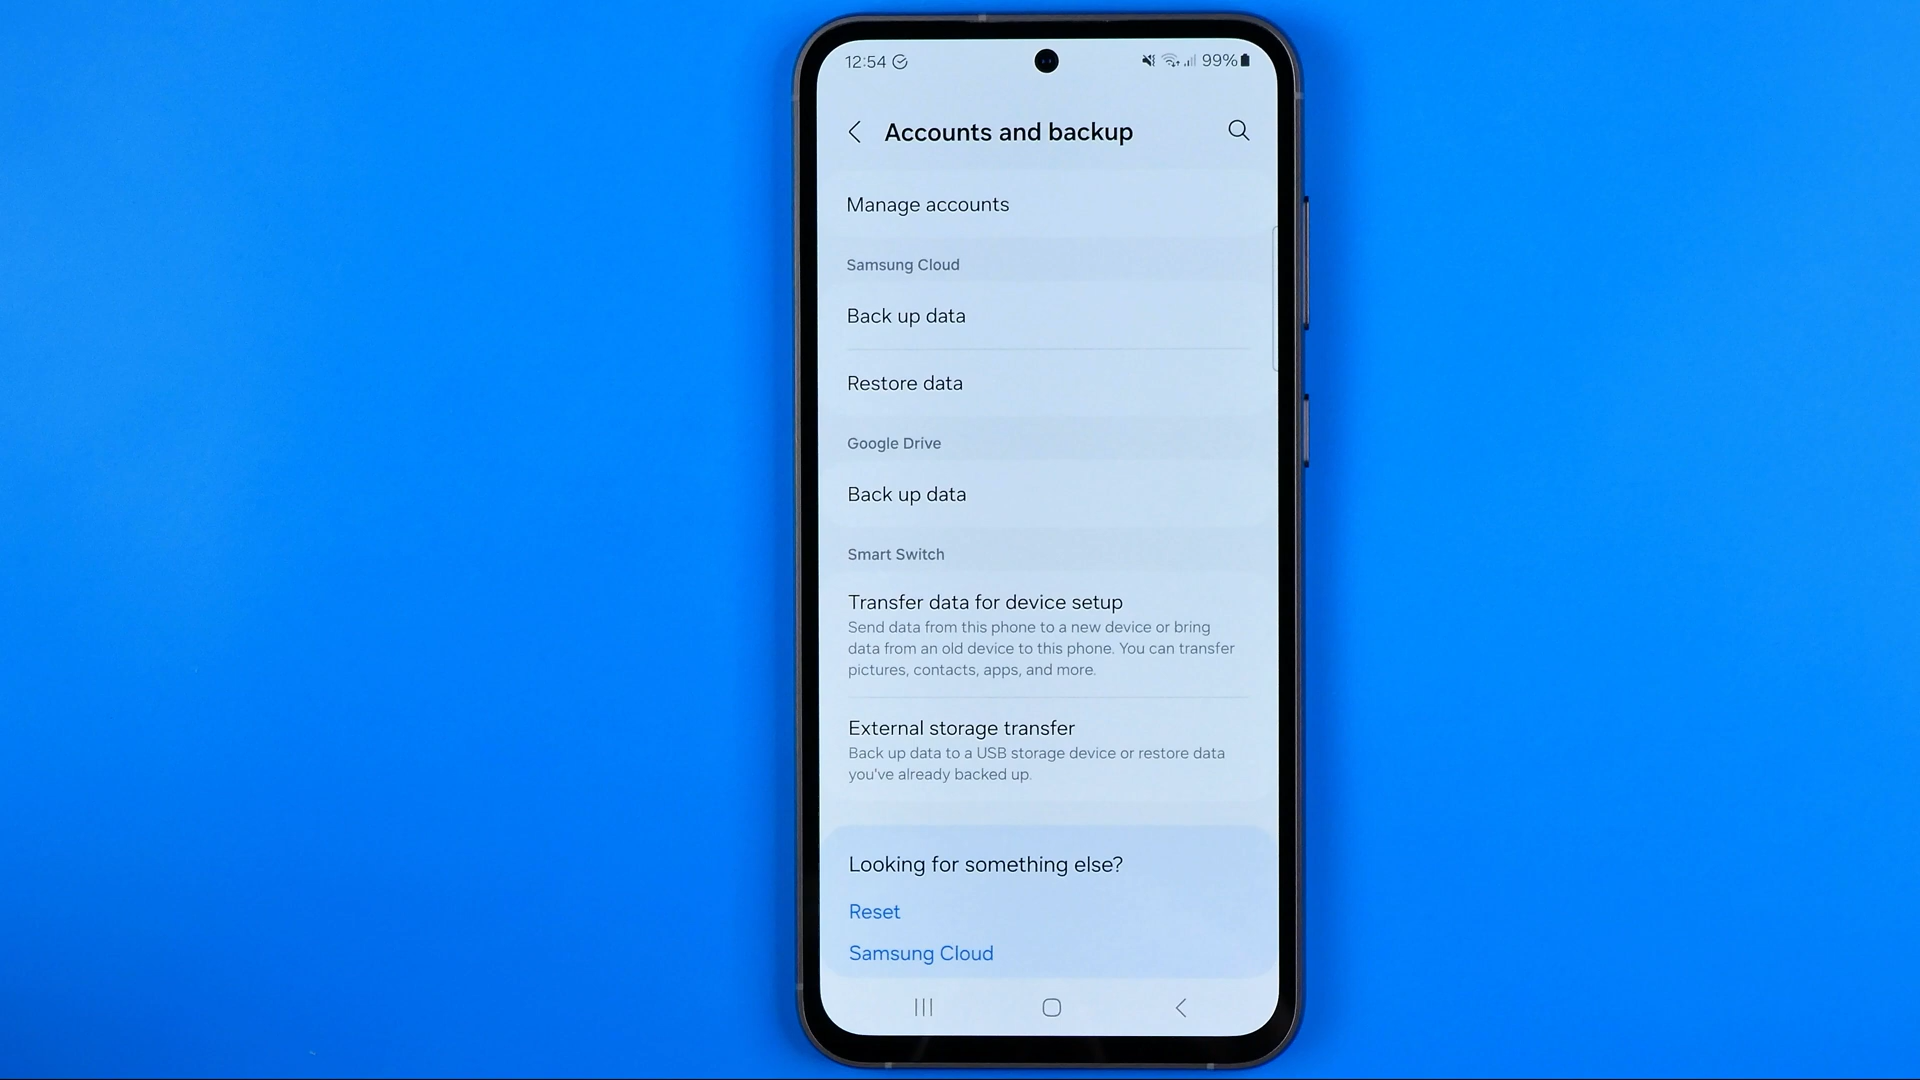 12:54
99%
Accounts and backup
Manage accounts
Samsung Cloud
Back up data
Restore data
Google Drive
Back up data
Smart Switch
Transfer data for device setup
Send data from this phone to a new device or bring
data from an old device to this phone. You can transfer
pictures, contacts, apps, and more.
External storage transfer
Back up data to a USB storage device or restore data
you've already backed up.
Looking for something else?
Reset
Samsung Cloud